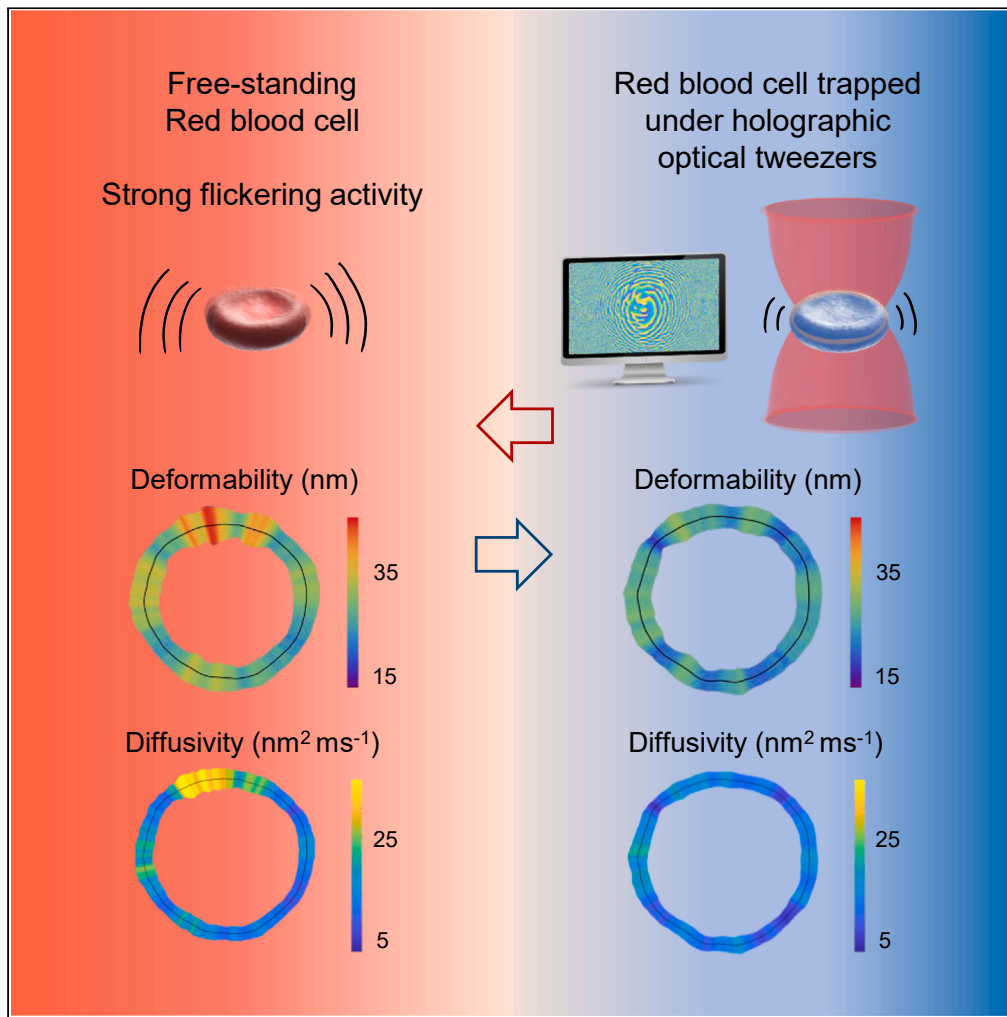 Free-standing
Red blood cell
Strong flickering activity
Red blood cell trapped
under holographic
optical tweezers
Deformability (nm)
35
15
Deformability (nm)
35
15
Diffusivity (nm² ms⁻¹)
25
5
Diffusivity (nm² ms⁻¹)
25
5